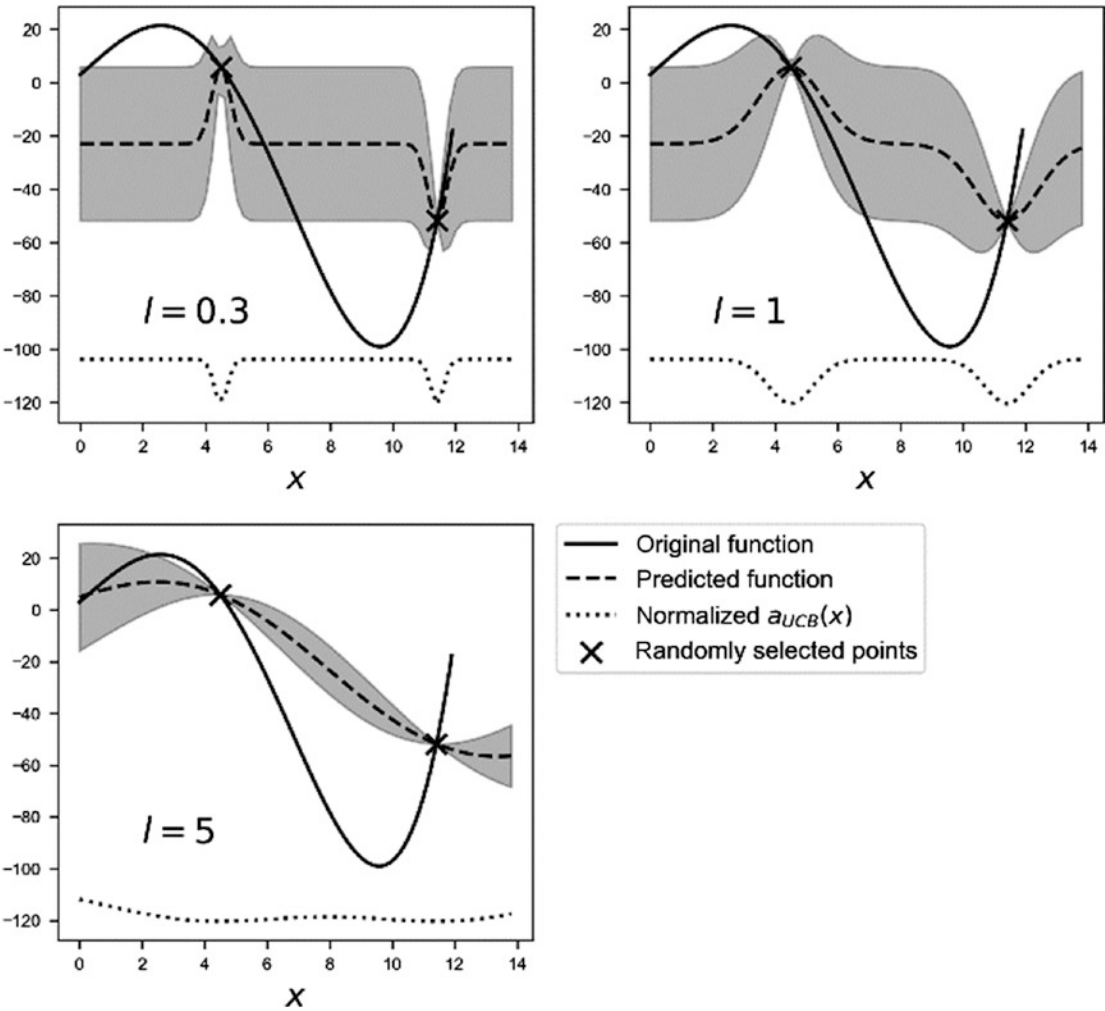 20
0
−20
−40
−60
−80
−100
−120
l = 0.3
0 2 4 6 8 10 12 14
x
20
0
−20
−40
−60
−80
−100
−120
l = 1
0 2 4 6 8 10 12 14
x
20
0
−20
−40
−60
−80
−100
−120
l = 5
0 2 4 6 8 10 12 14
x
Original function
Predicted function
Normalized a_UCB(x)
Randomly selected points